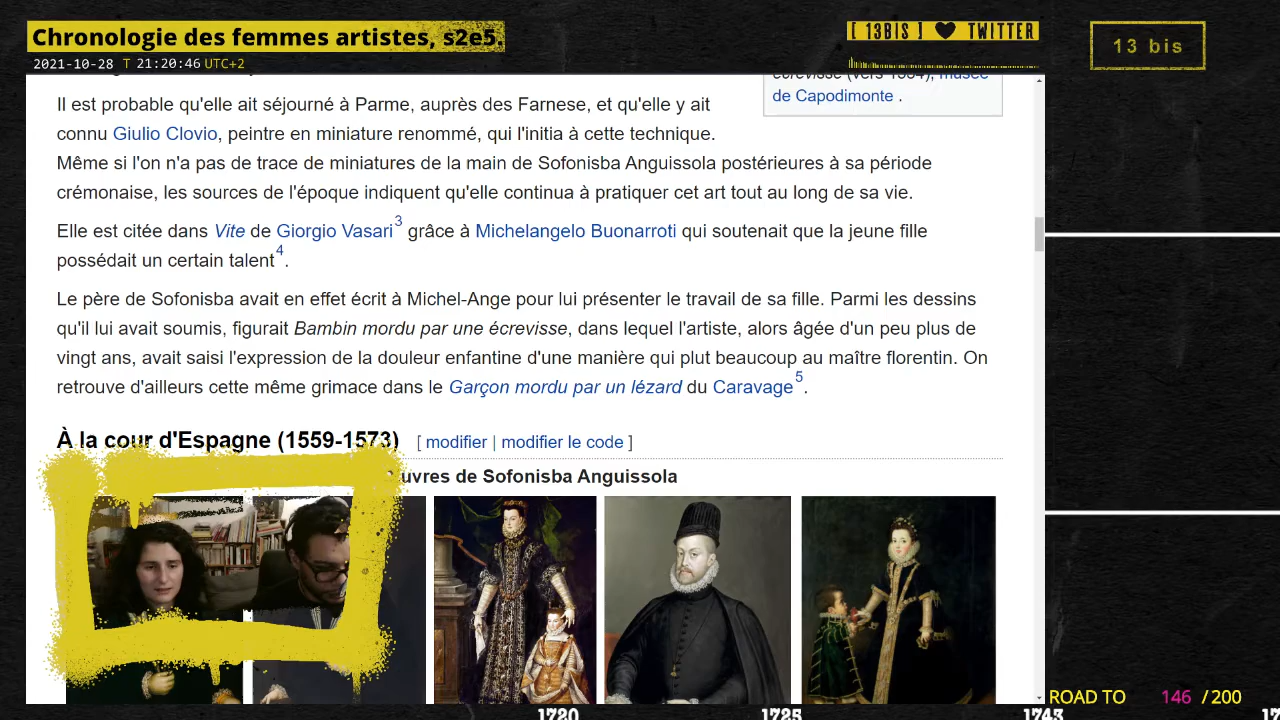 Chronologie des femmes artistes, s2e5
[ 13BIS ] TWITTER
13 bis
2021-10-28 T 21:20:46 UTC+2
écrevisse (vers 1554), musée
de Capodimonte .
Il est probable qu'elle ait séjourné à Parme, auprès des Farnese, et qu'elle y ait
connu Giulio Clovio, peintre en miniature renommé, qui l'initia à cette technique.
Même si l'on n'a pas de trace de miniatures de la main de Sofonisba Anguissola postérieures à sa période
crémonaise, les sources de l'époque indiquent qu'elle continua à pratiquer cet art tout au long de sa vie.
Elle est citée dans Vite de Giorgio Vasari3 grâce à Michelangelo Buonarroti qui soutenait que la jeune fille
possédait un certain talent4.
Le père de Sofonisba avait en effet écrit à Michel-Ange pour lui présenter le travail de sa fille. Parmi les dessins
qu'il lui avait soumis, figurait Bambin mordu par une écrevisse, dans lequel l'artiste, alors âgée d'un peu plus de
vingt ans, avait saisi l'expression de la douleur enfantine d'une manière qui plut beaucoup au maître florentin. On
retrouve d'ailleurs cette même grimace dans le Garçon mordu par un lézard du Caravage5.
À la cour d'Espagne (1559-1573) [ modifier | modifier le code ]
uvres de Sofonisba Anguissola
ROAD TO 146 / 200
1720 1725 1743